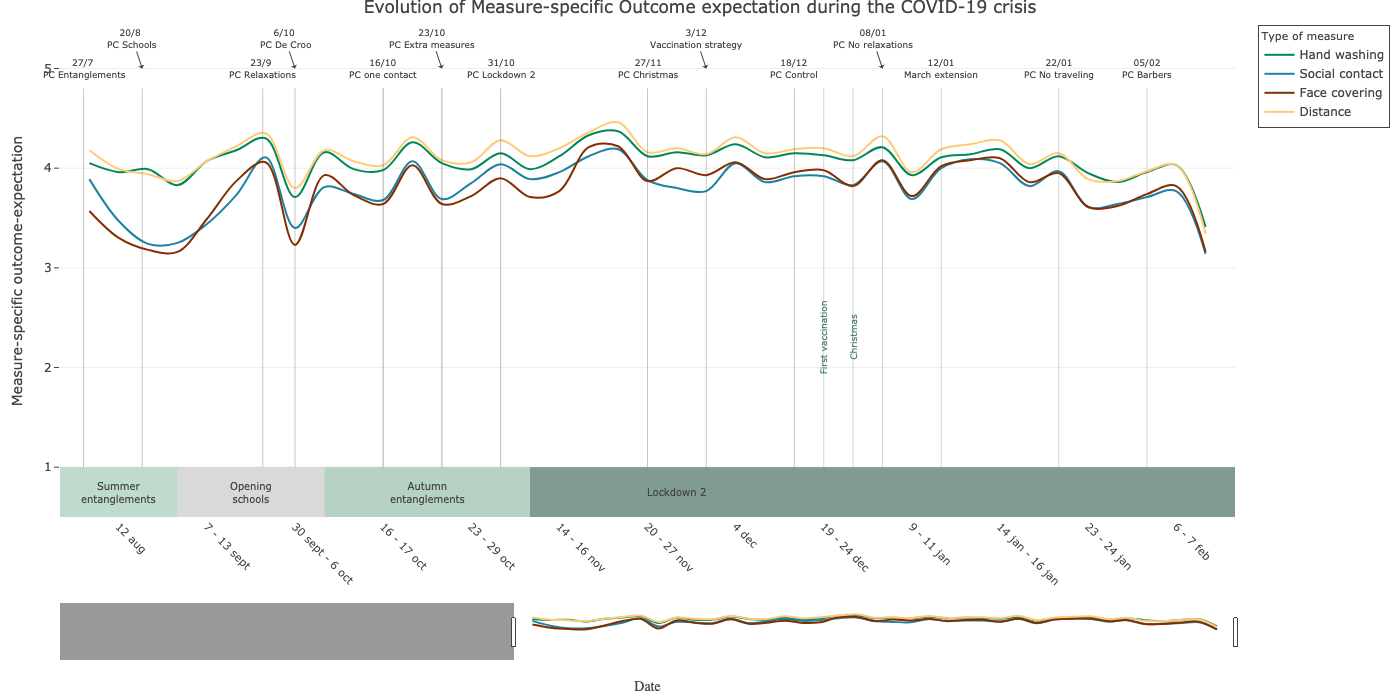 Evolution of Measure-specific Outcome expectation during the COVID-19 crisis
20/8
PC Schools
6/10
PC De Croo
23/10
PC Extra measures
3/12
Vaccination strategy
08/01
PC No relaxations
27/7
PC Entanglements
23/9
PC Relaxations
16/10
PC one contact
31/10
PC Lockdown 2
27/11
PC Christmas
18/12
PC Control
12/01
March extension
22/01
PC No traveling
05/02
PC Barbers
Type of measure
Hand washing
Social contact
Face covering
Distance
Measure-specific outcome-expectation
5
4
3
2
1
First vaccination
Christmas
Summer
entanglements
Opening
schools
Autumn
entanglements
Lockdown 2
12 aug
7 - 13 sept
30 sept - 6 oct
16 - 17 oct
23 - 29 oct
14 - 16 nov
20 - 27 nov
4 dec
19 - 24 dec
9 - 11 jan
14 jan - 16 jan
23 - 24 jan
6 - 7 feb
Date